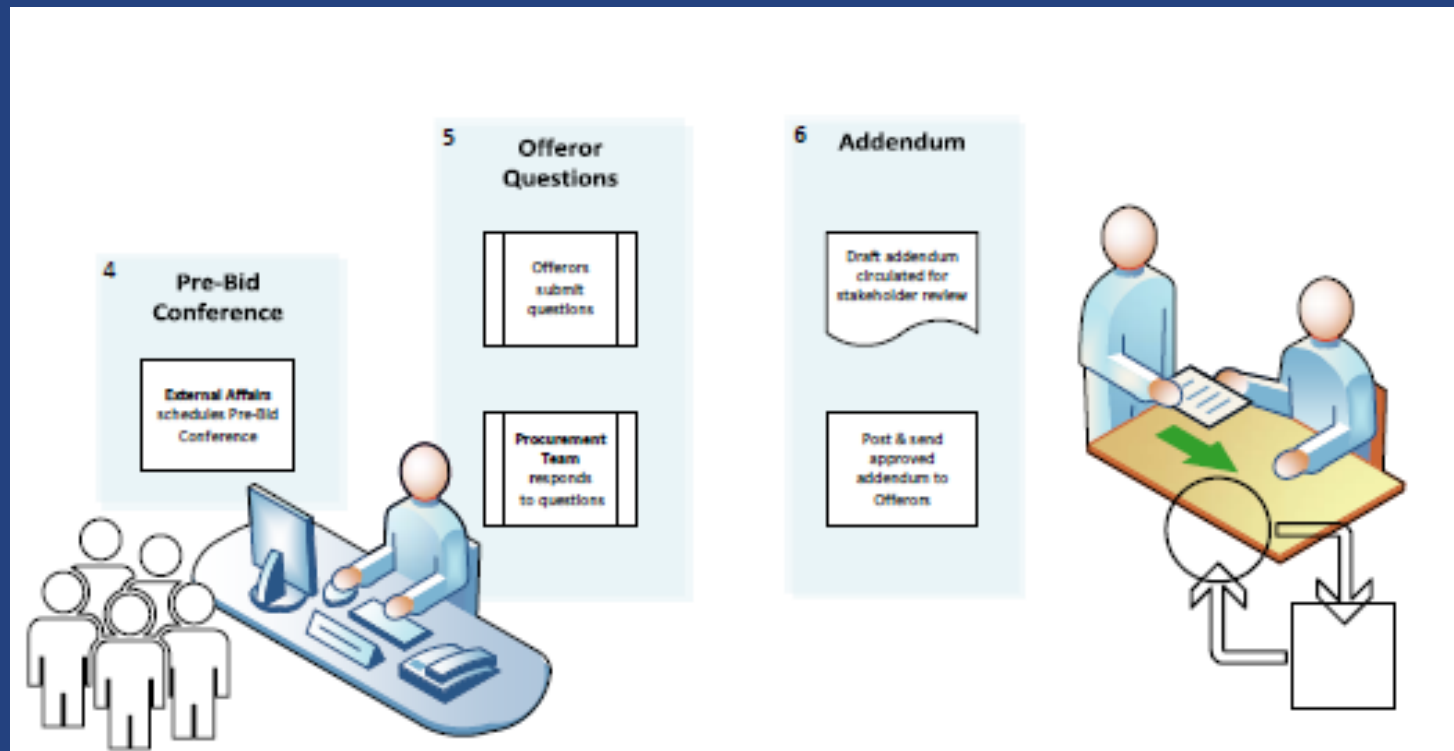 4
Pre-Bid
Conference
External Affairs
schedules Pre-Bid
Conference
5
Offeror
Questions
Offerors
submit
questions
Procurement
Team
responds
to questions
6
Addendum
Draft addendum
circulated for
stakeholder review
Post & send
approved
addendum to
Offerors